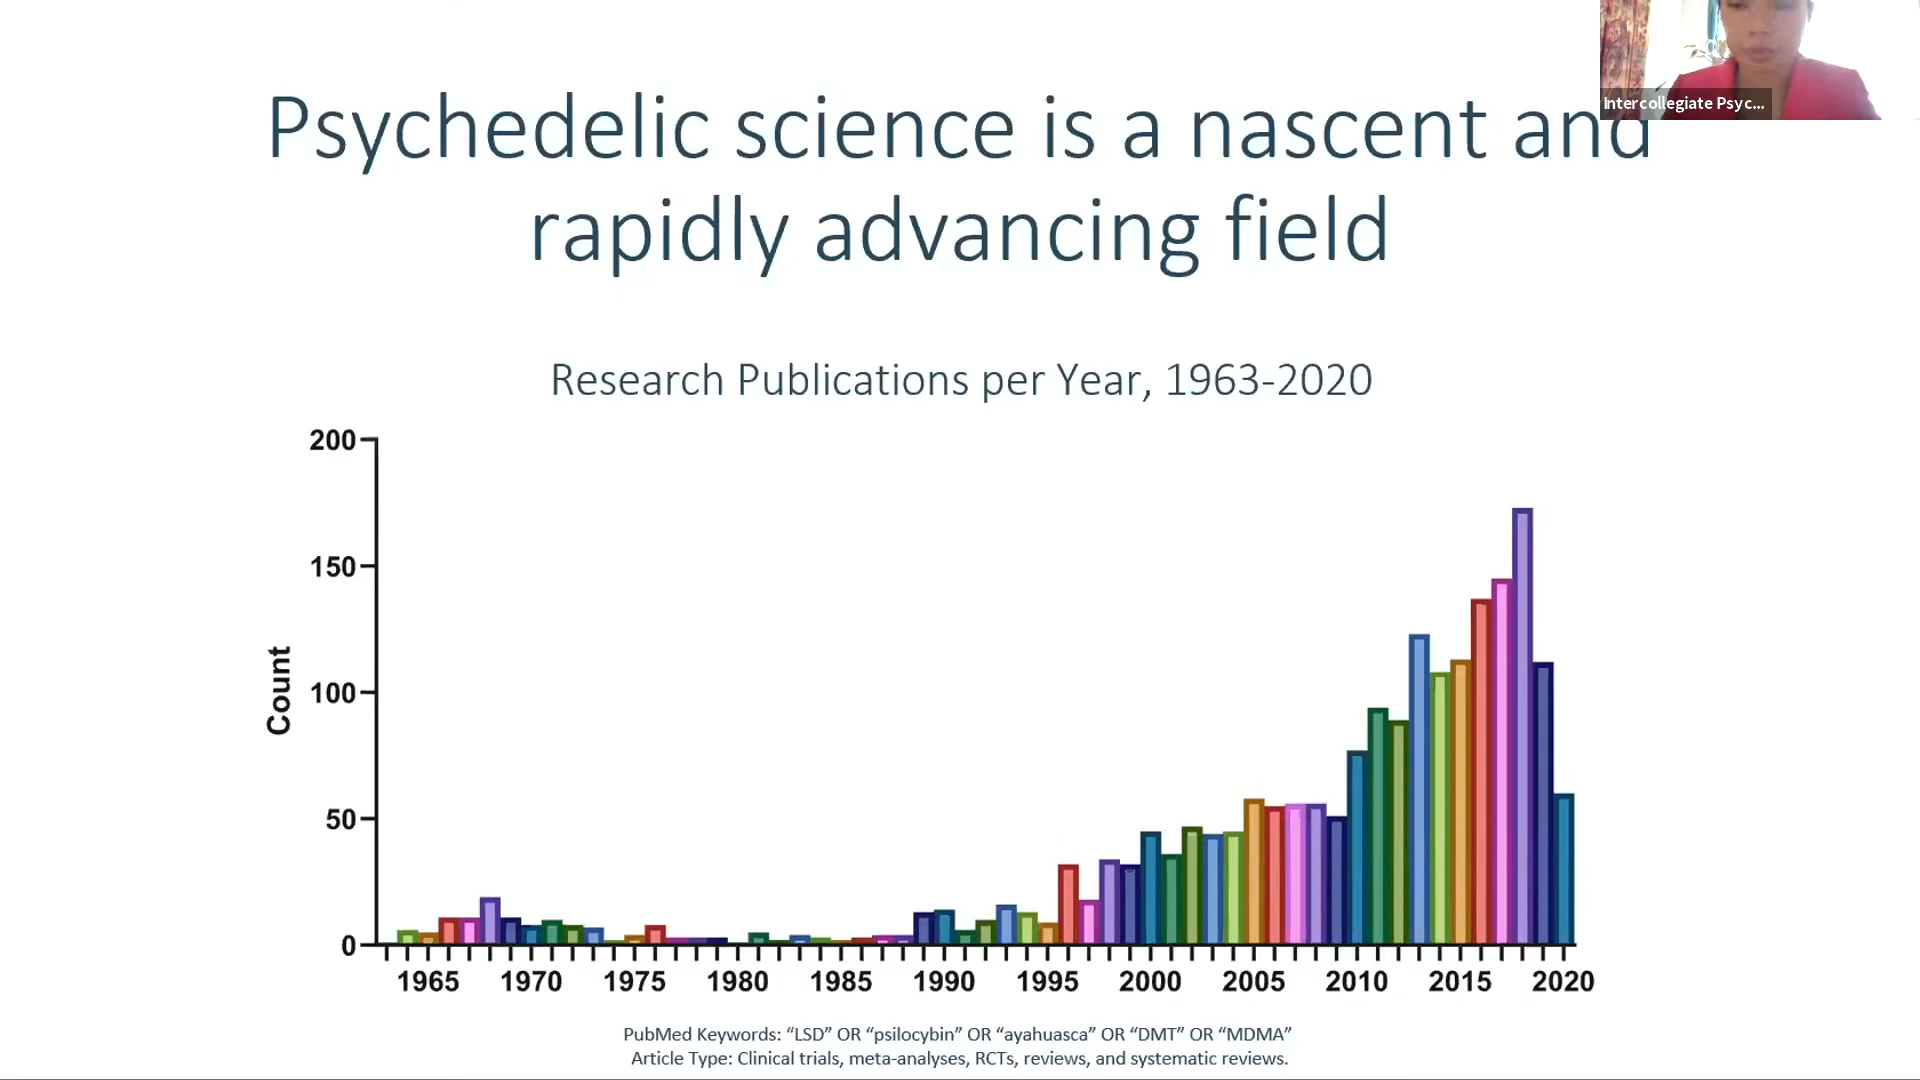 Intercollegiate Psyc...
Psychedelic science is a nascent and
rapidly advancing field
Research Publications per Year, 1963-2020
200
150
100
50
0
Count
1965 1970 1975 1980 1985 1990 1995 2000 2005 2010 2015 2020
PubMed Keywords: “LSD” OR “psilocybin” OR “ayahuasca” OR “DMT” OR “MDMA”
Article Type: Clinical trials, meta-analyses, RCTs, reviews, and systematic reviews.